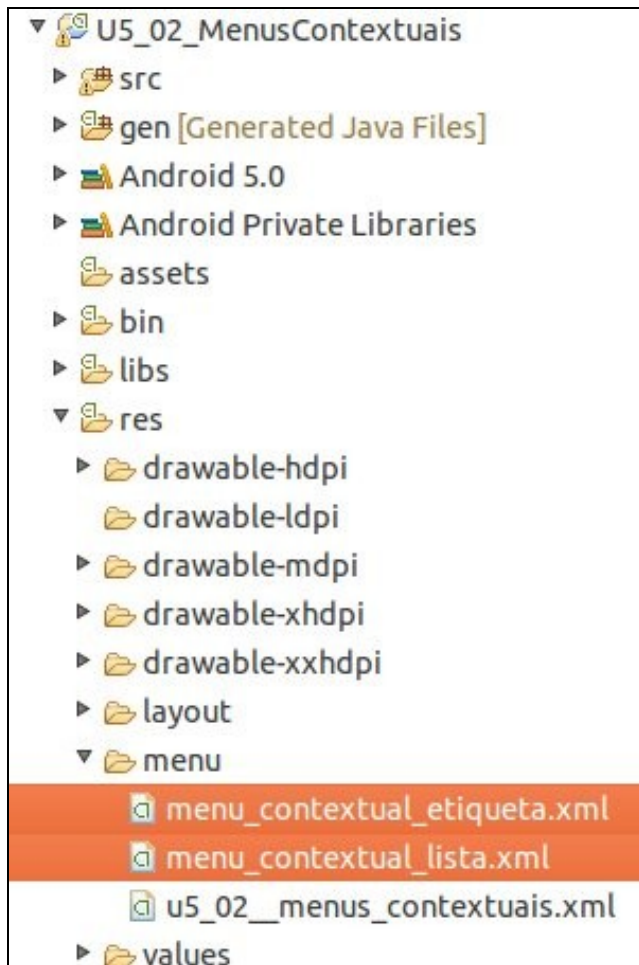 U5_02_MenusContextuais
src
gen [Generated Java Files]
Android 5.0
Android Private Libraries
assets
bin
libs
res
drawable-hdpi
drawable-ldpi
drawable-mdpi
drawable-xhdpi
drawable-xxhdpi
layout
menu
menu_contextual_etiqueta.xml
menu_contextual_lista.xml
u5_02__menus_contextuais.xml
values